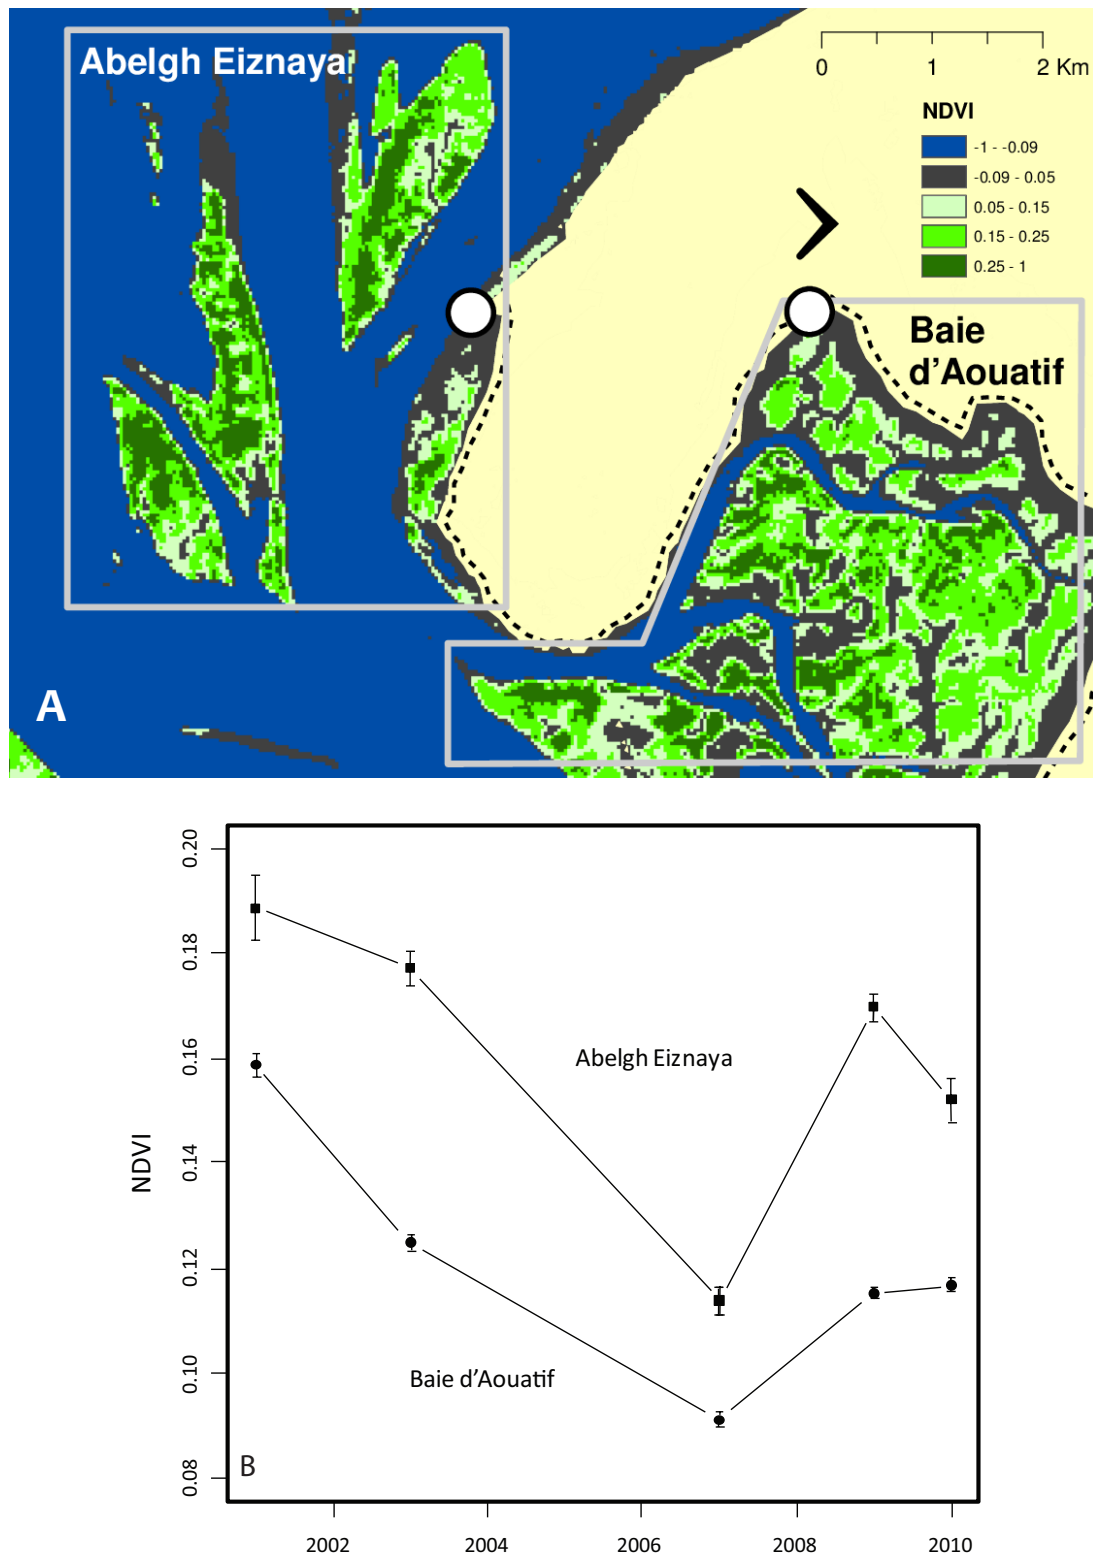 Abelgh Eiznaya
0 1 2 Km
NDVI
-1 - -0.09
-0.09 - 0.05
0.05 - 0.15
0.15 - 0.25
0.25 - 1
Baie
d'Aouatif
A
0.20
0.18
0.16
0.14
0.12
0.10
0.08
NDVI
Abelgh Eiznaya
Baie d'Aouatif
B
2002 2004 2006 2008 2010